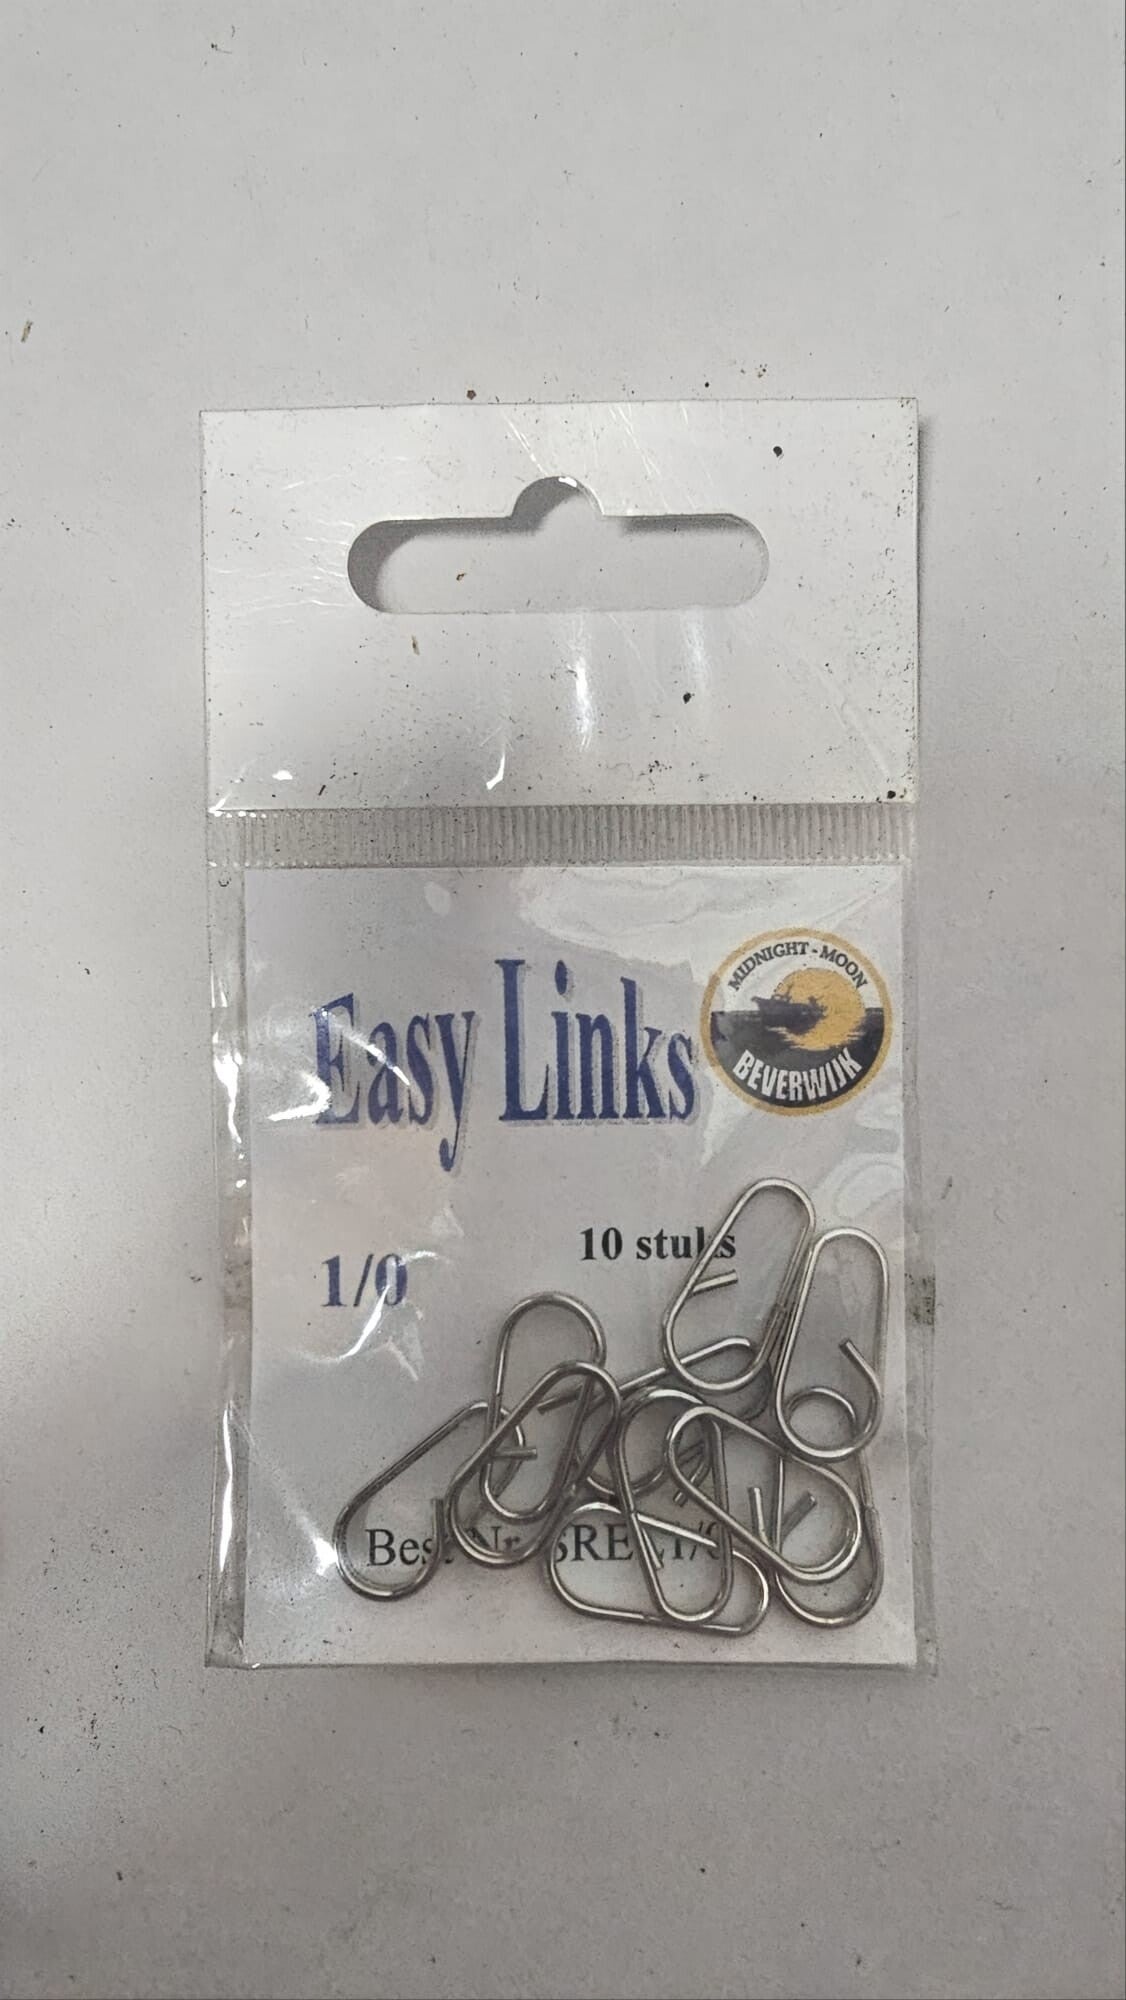 MIDNIGHT-MOON
BEVERWIJK
Easy Links
10 stuks
1/0